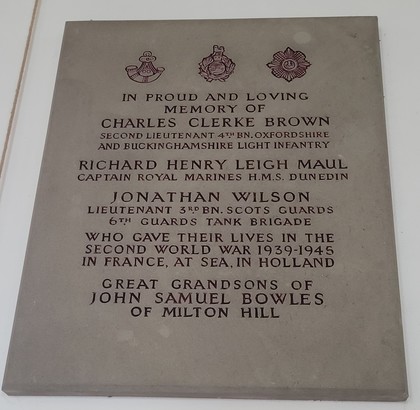 IN PROUD AND LOVING
MEMORY OF
CHARLES CLERKE BROWN
SECOND LIEUTENANT 4TH BN. OXFORDSHIRE
AND BUCKINGHAMSHIRE LIGHT INFANTRY
RICHARD HENRY LEIGH MAUL
CAPTAIN ROYAL MARINES H.M.S. DUNEDIN
JONATHAN WILSON
LIEUTENANT 3RD BN. SCOTS GUARDS
6TH GUARDS TANK BRIGADE
WHO GAVE THEIR LIVES IN THE
SECOND WORLD WAR 1939-1945
IN FRANCE, AT SEA, IN HOLLAND
GREAT GRANDSONS OF
JOHN SAMUEL BOWLES
OF MILTON HILL